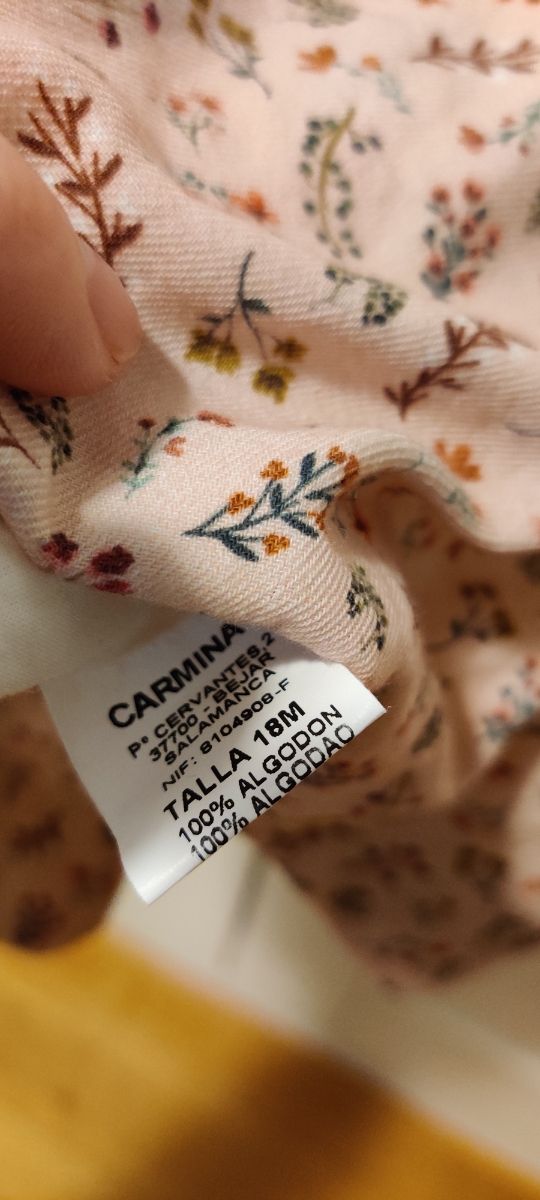 CARMINA
Pº CERVANTES,2
37700 - BEJAR
SALAMANCA
NIF: 8104908-F
TALLA 18M
100% ALGODON
100% ALGODAO